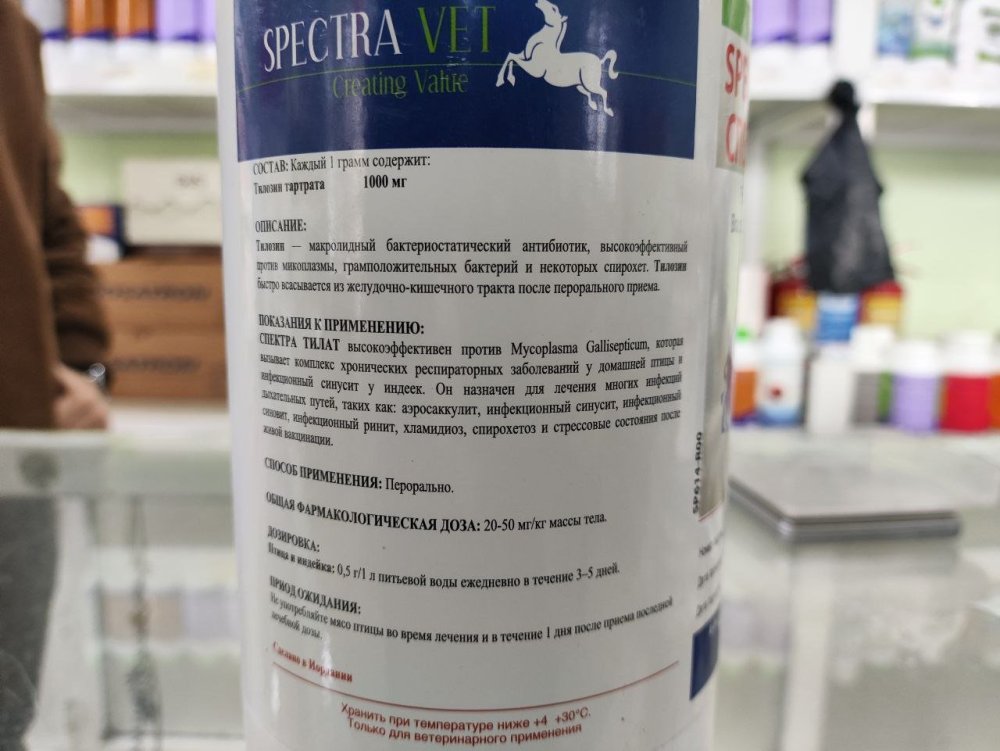 SPECTRA VET
Creating Value
СОСТАВ: Каждый 1 грамм содержит:
Тилозин тартрата 1000 мг
ОПИСАНИЕ:
Тилозин — макролидный бактериостатический антибиотик, высокоэффективный
против микоплазмы, грамположительных бактерий и некоторых спирохет. Тилозин
быстро всасывается из желудочно-кишечного тракта после перорального приема.
ПОКАЗАНИЯ К ПРИМЕНЕНИЮ:
СПЕКТРА ТИЛАТ высокоэффективен против Mycoplasma Gallisepticum, которая
вызывает комплекс хронических респираторных заболеваний у домашней птицы и
инфекционный синусит у индеек. Он назначен для лечения многих инфекций
дыхательных путей, таких как: аэросаккулит, инфекционный синусит, инфекционный
синовит, инфекционный ринит, хламидиоз, спирохетоз и стрессовые состояния после
живой вакцинации.
СПОСОБ ПРИМЕНЕНИЯ: Перорально.
ОБЩАЯ ФАРМАКОЛОГИЧЕСКАЯ ДОЗА: 20-50 мг/кг массы тела.
ДОЗИРОВКА:
Птица и индейка: 0,5 г/1 л питьевой воды ежедневно в течение 3–5 дней.
ПРИОД ОЖИДАНИЯ:
Не употребляйте мясо птицы во время лечения и в течение 1 дня после приема последней
лечебной дозы.
Сделано в Иордании
Хранить при температуре ниже +4 +30°C.
Только для ветеринарного применения
SP614-R00